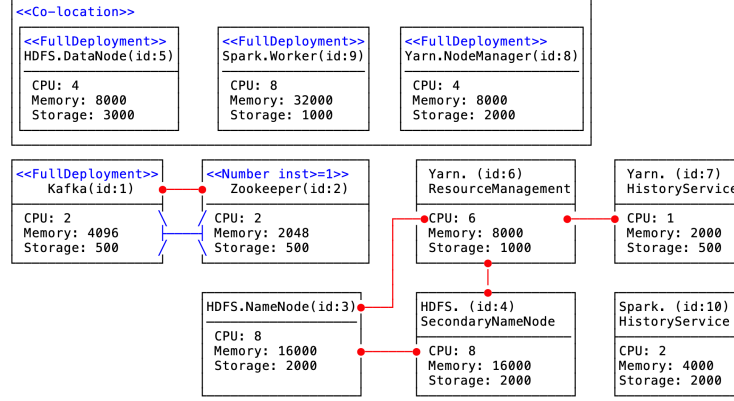 <<Co-location>>
<<FullDeployment>>
HDFS.DataNode(id:5)
CPU: 4
Memory: 8000
Storage: 3000
<<FullDeployment>>
Spark.Worker(id:9)
CPU: 8
Memory: 32000
Storage: 1000
<<FullDeployment>>
Yarn.NodeManager(id:8)
CPU: 4
Memory: 8000
Storage: 2000
<<FullDeployment>>
Kafka(id:1)
CPU: 2
Memory: 4096
Storage: 500
<<Number inst>=1>>
Zookeeper(id:2)
CPU: 2
Memory: 2048
Storage: 500
Yarn. (id:6)
ResourceManagement
CPU: 6
Memory: 8000
Storage: 1000
Yarn. (id:7)
HistoryService
CPU: 1
Memory: 2000
Storage: 500
HDFS.NameNode(id:3)
CPU: 8
Memory: 16000
Storage: 2000
HDFS. (id:4)
SecondaryNameNode
CPU: 8
Memory: 16000
Storage: 2000
Spark. (id:10)
HistoryService
CPU: 2
Memory: 4000
Storage: 2000